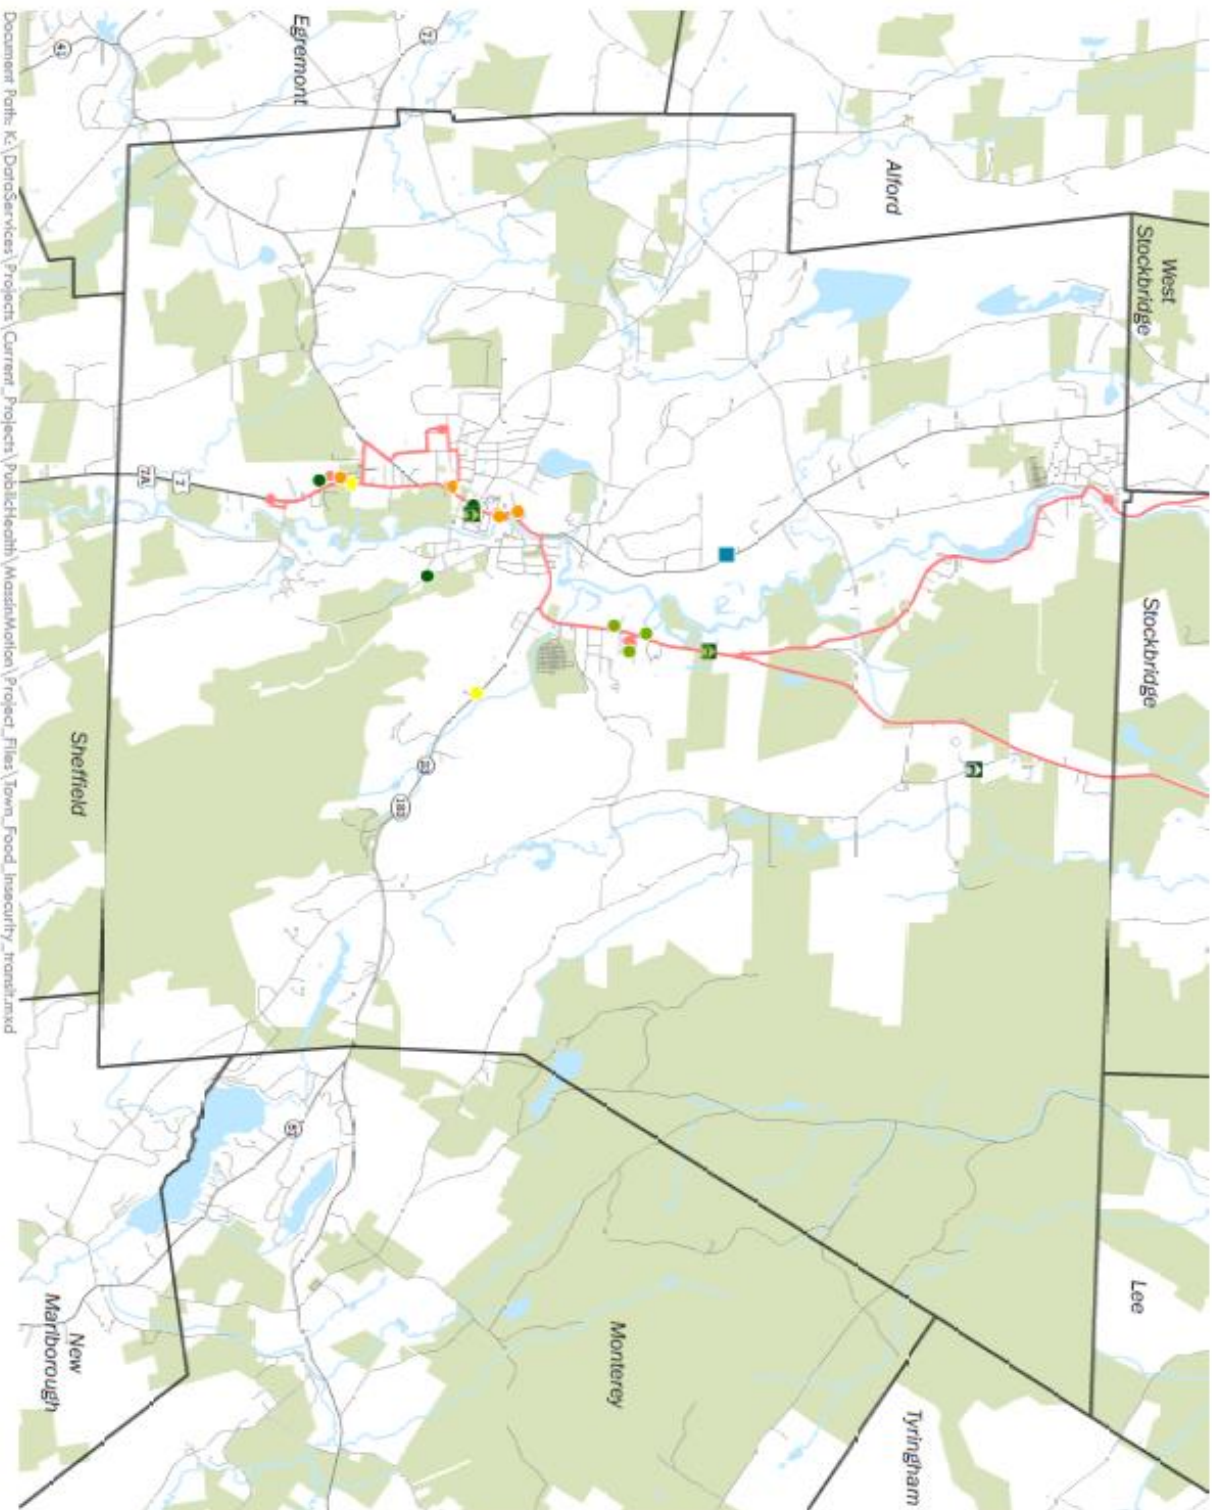 Egremont
Alford
West
Stockbridge
Stockbridge
Lee
Tyringham
Monterey
New
Marlborough
Sheffield
41
71
7A
7
23
183
57
Document Path: K:\DataServices\Projects\Current_Projects\PublicHealth\MassinMotion\Project_Files\Town_Food_Insecurity_transit.mxd